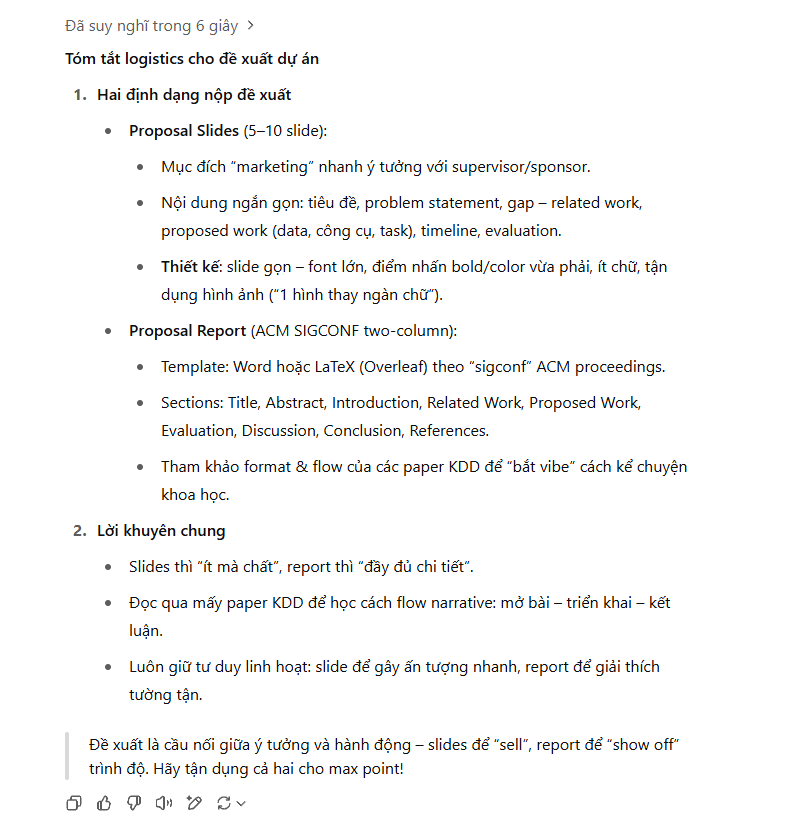 Đã suy nghĩ trong 6 giây
Tóm tắt logistics cho đề xuất dự án
1. Hai định dạng nộp đề xuất
• Proposal Slides (5–10 slide):
• Mục đích “marketing” nhanh ý tưởng với supervisor/sponsor.
• Nội dung ngắn gọn: tiêu đề, problem statement, gap – related work,
proposed work (data, công cụ, task), timeline, evaluation.
• Thiết kế: slide gọn – font lớn, điểm nhấn bold/color vừa phải, ít chữ, tận
dụng hình ảnh (“1 hình thay ngàn chữ”).
• Proposal Report (ACM SIGCONF two-column):
• Template: Word hoặc LaTeX (Overleaf) theo “sigconf” ACM proceedings.
• Sections: Title, Abstract, Introduction, Related Work, Proposed Work,
Evaluation, Discussion, Conclusion, References.
• Tham khảo format & flow của các paper KDD để “bắt vibe” cách kể chuyện
khoa học.
2. Lời khuyên chung
• Slides thì “ít mà chất”, report thì “đầy đủ chi tiết”.
• Đọc qua mấy paper KDD để học cách flow narrative: mở bài – triển khai – kết
luận.
• Luôn giữ tư duy linh hoạt: slide để gây ấn tượng nhanh, report để giải thích
tường tận.
Đề xuất là cầu nối giữa ý tưởng và hành động – slides để “sell”, report để “show off”
trình độ. Hãy tận dụng cả hai cho max point!